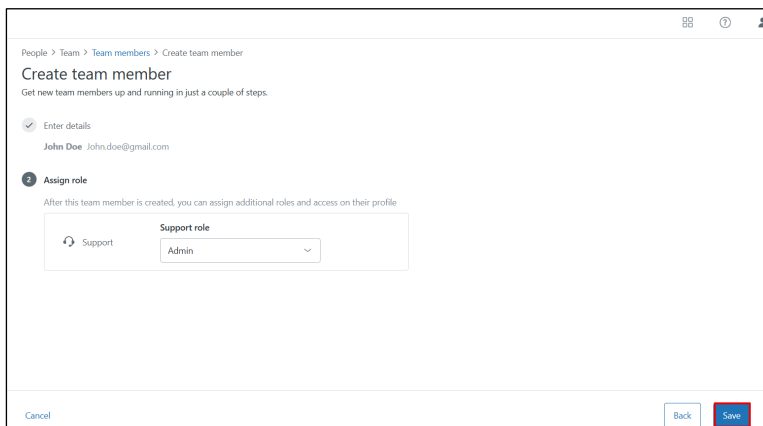 People > Team > Team members > Create team member
Create team member
Get new team members up and running in just a couple of steps.
Enter details
John Doe John.doe@gmail.com
2 Assign role
After this team member is created, you can assign additional roles and access on their profile
Support role
Support
Admin
Cancel
Back
Save